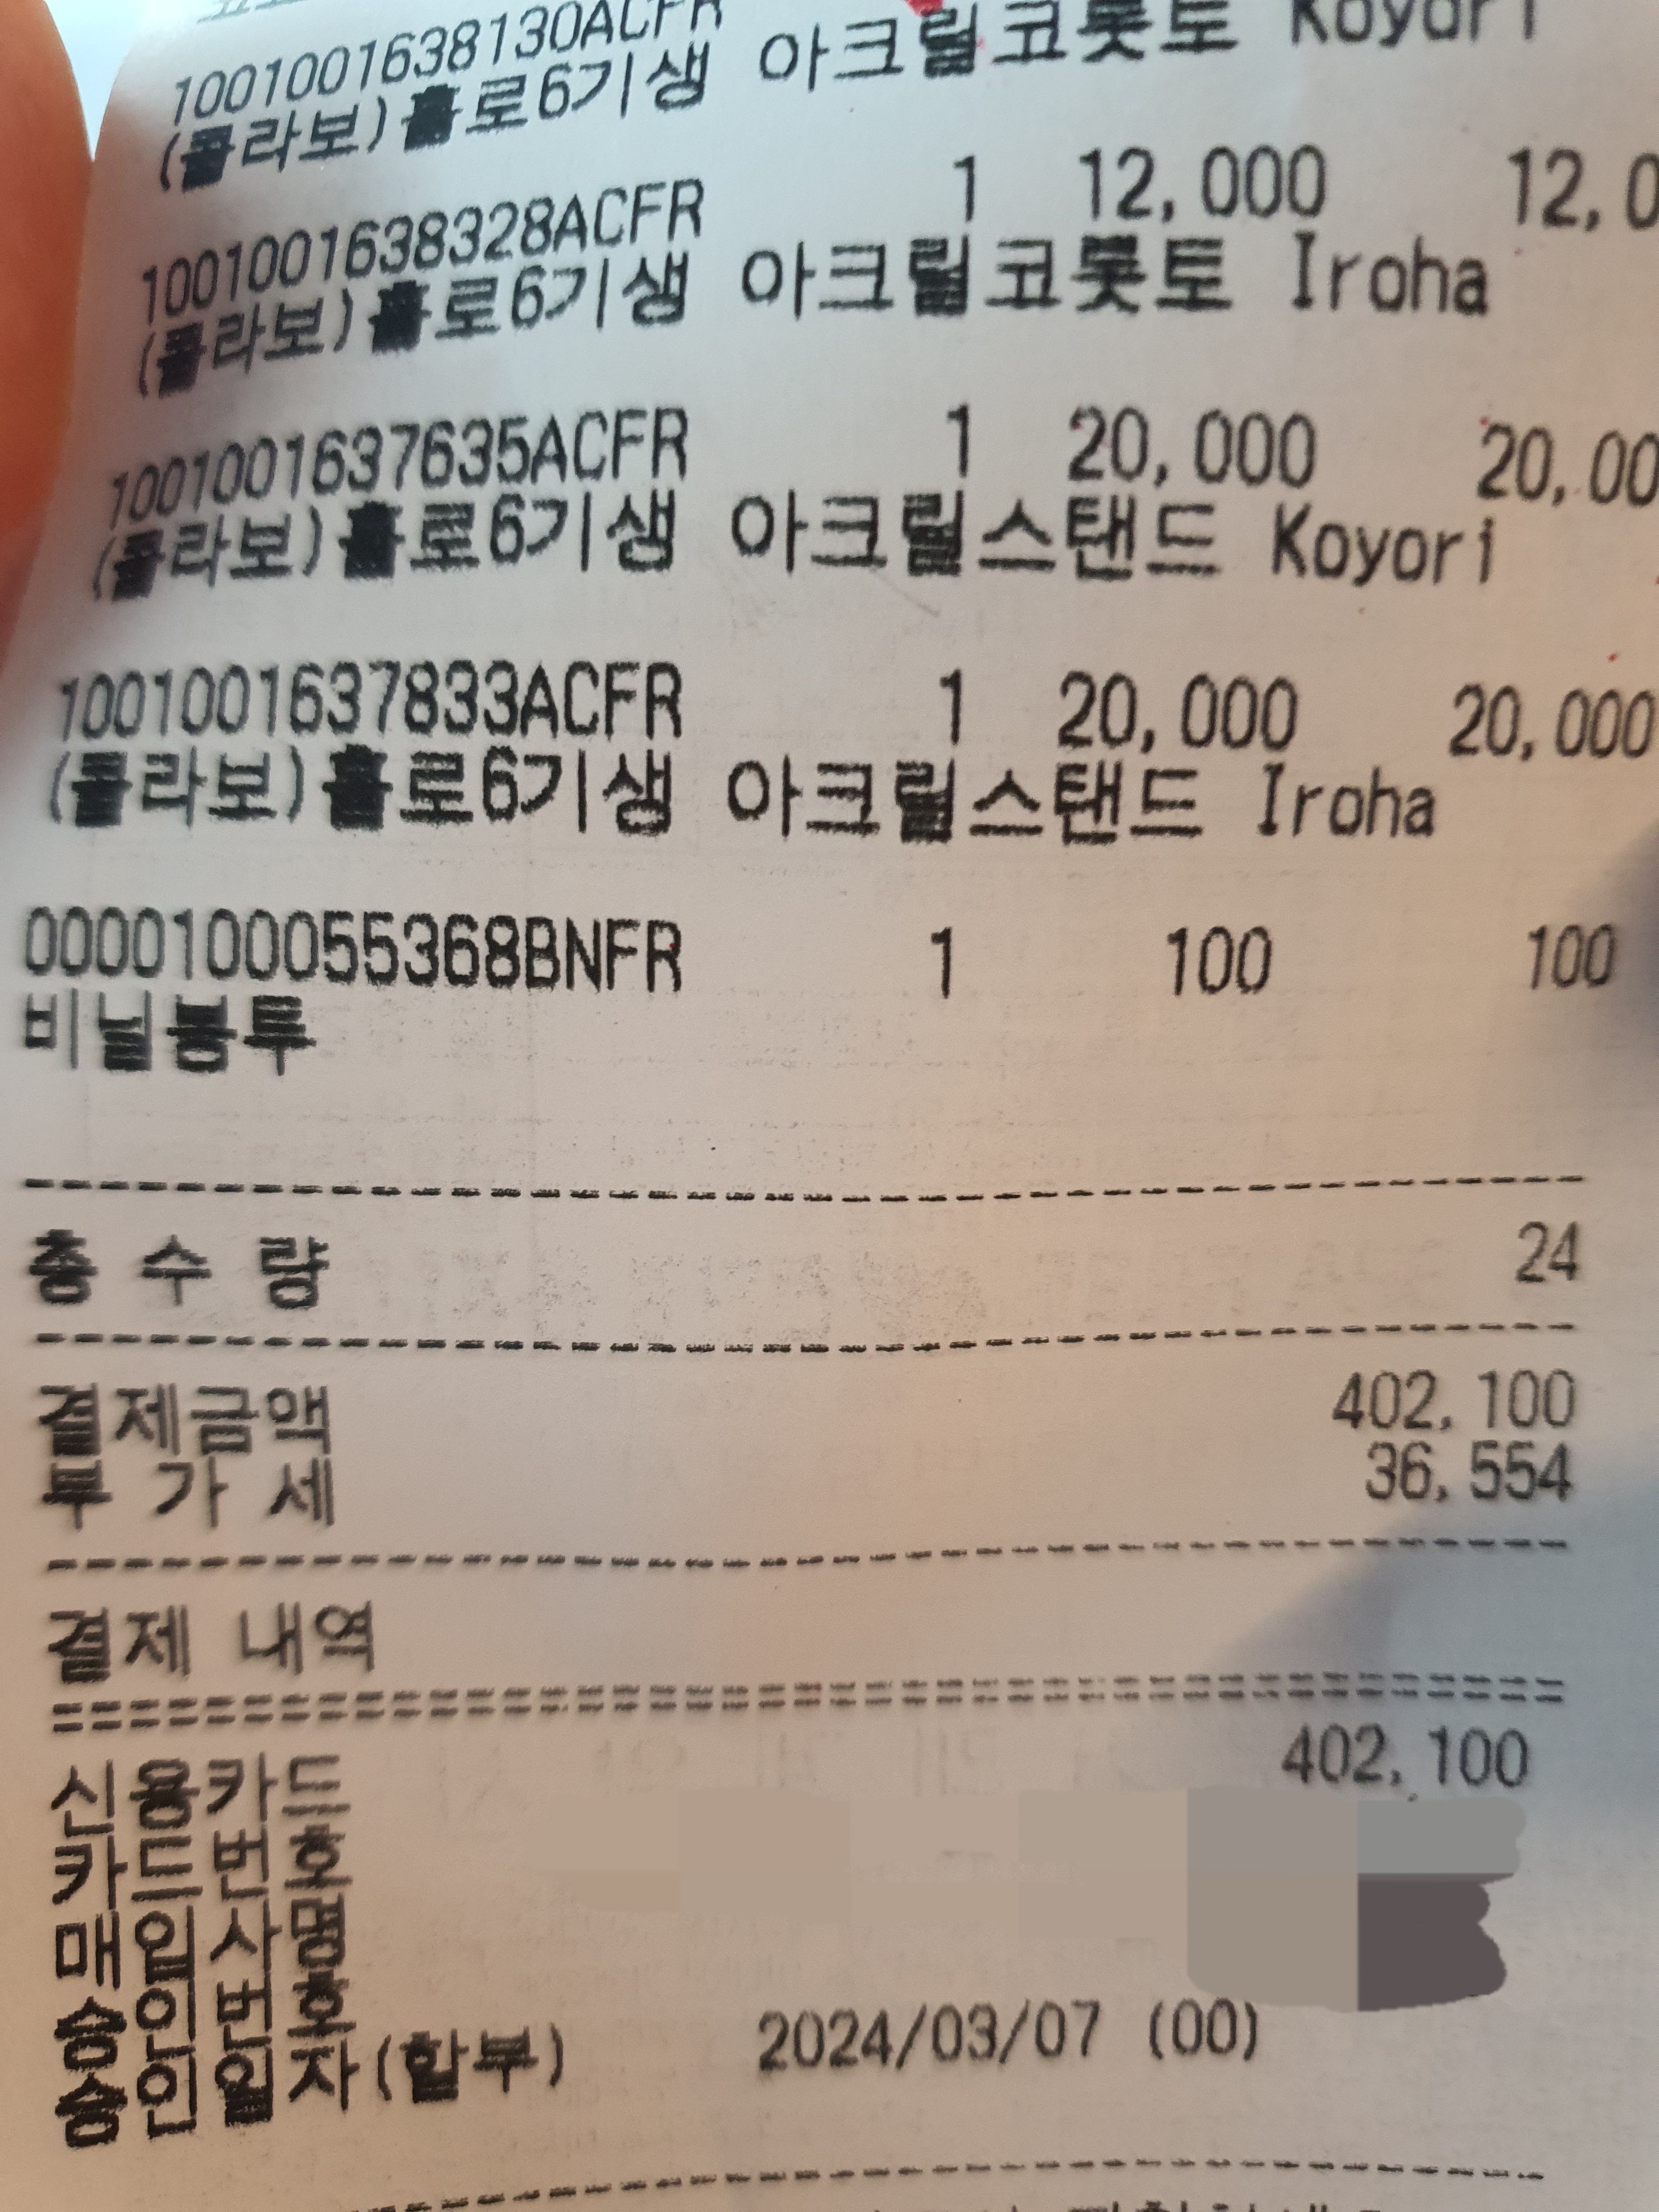 1001001638130ACFR
(콜라보)홀로6기생 아크릴코롯토 Koyori
1001001638328ACFR 1 12,000 12,0
(콜라보)홀로6기생 아크릴코롯토 Iroha
1001001637635ACFR 1 20,000 20,00
(콜라보)홀로6기생 아크릴스탠드 Koyori
1001001637833ACFR 1 20,000 20,000
(콜라보)홀로6기생 아크릴스탠드 Iroha
0000100055368BNFR 1 100 100
비닐봉투
총 수 량 24
결제금액 402,100
부 가 세 36,554
결제 내역
신용카드 402,100
카드번호
매입사명
승인번호
승인일자(할부) 2024/03/07 (00)